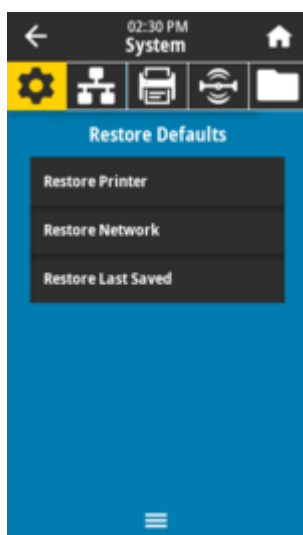 02:30 PM
System
Restore Defaults
Restore Printer
Restore Network
Restore Last Saved